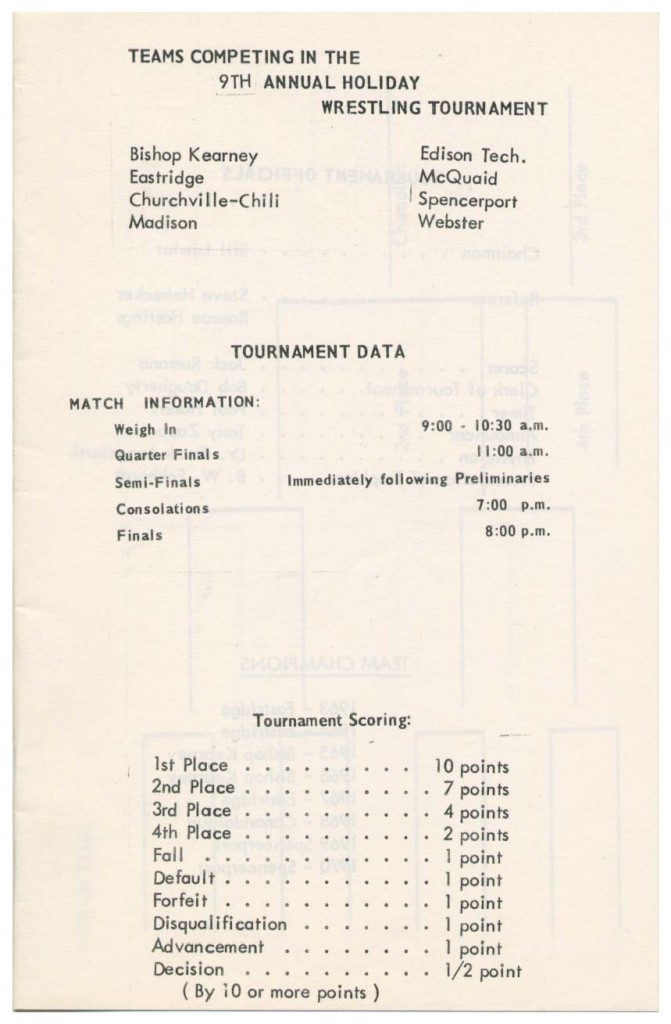 TEAMS COMPETING IN THE
9TH ANNUAL HOLIDAY
WRESTLING TOURNAMENT
Bishop Kearney
Eastridge
Churchville-Chili
Madison
Edison Tech.
McQuaid
Spencerport
Webster
TOURNAMENT DATA
MATCH INFORMATION:
Weigh In 9:00 - 10:30 a.m.
Quarter Finals 11:00 a.m.
Semi-Finals Immediately following Preliminaries
Consolations 7:00 p.m.
Finals 8:00 p.m.
Tournament Scoring:
1st Place . . . . . . . . . 10 points
2nd Place . . . . . . . . . . 7 points
3rd Place . . . . . . . . . . 4 points
4th Place . . . . . . . . . . 2 points
Fall . . . . . . . . . . . . 1 point
Default . . . . . . . . . . . 1 point
Forfeit . . . . . . . . . . . 1 point
Disqualification . . . . . . . 1 point
Advancement . . . . . . . . 1 point
Decision . . . . . . . . . . 1/2 point
( By 10 or more points )